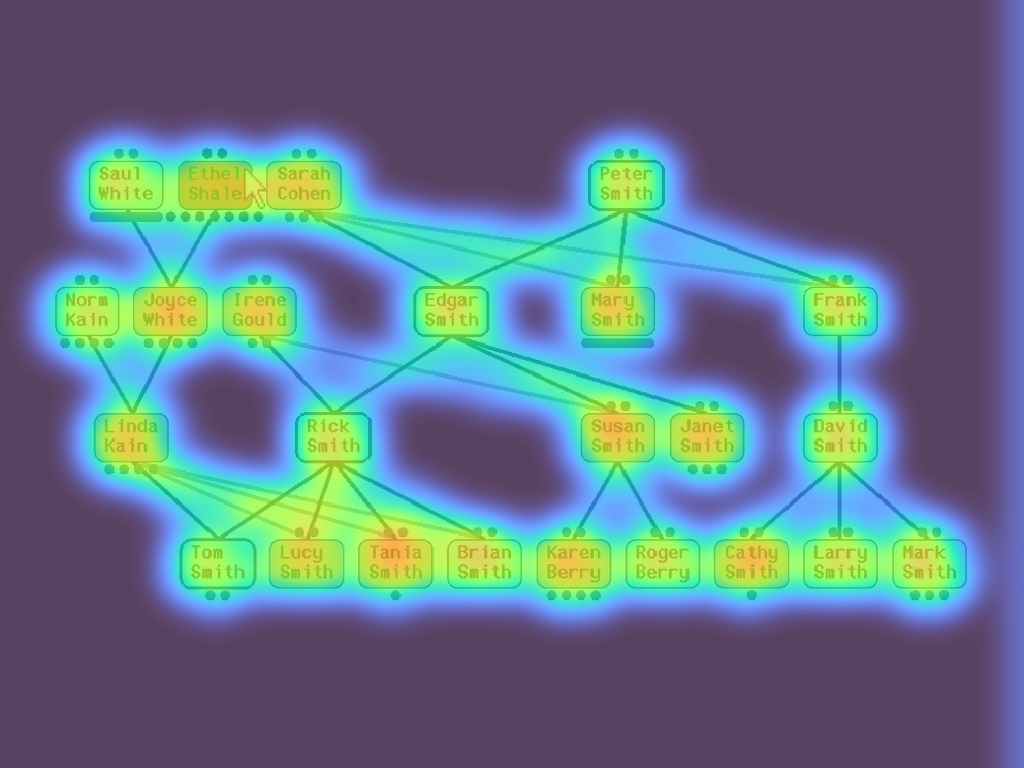 Saul
White
Ethel
Shale
Sarah
Cohen
Peter
Smith
Norm
Kain
Joyce
White
Irene
Gould
Edgar
Smith
Mary
Smith
Frank
Smith
Linda
Kain
Rick
Smith
Susan
Smith
Janet
Smith
David
Smith
Tom
Smith
Lucy
Smith
Tania
Smith
Brian
Smith
Karen
Berry
Roger
Berry
Cathy
Smith
Larry
Smith
Mark
Smith